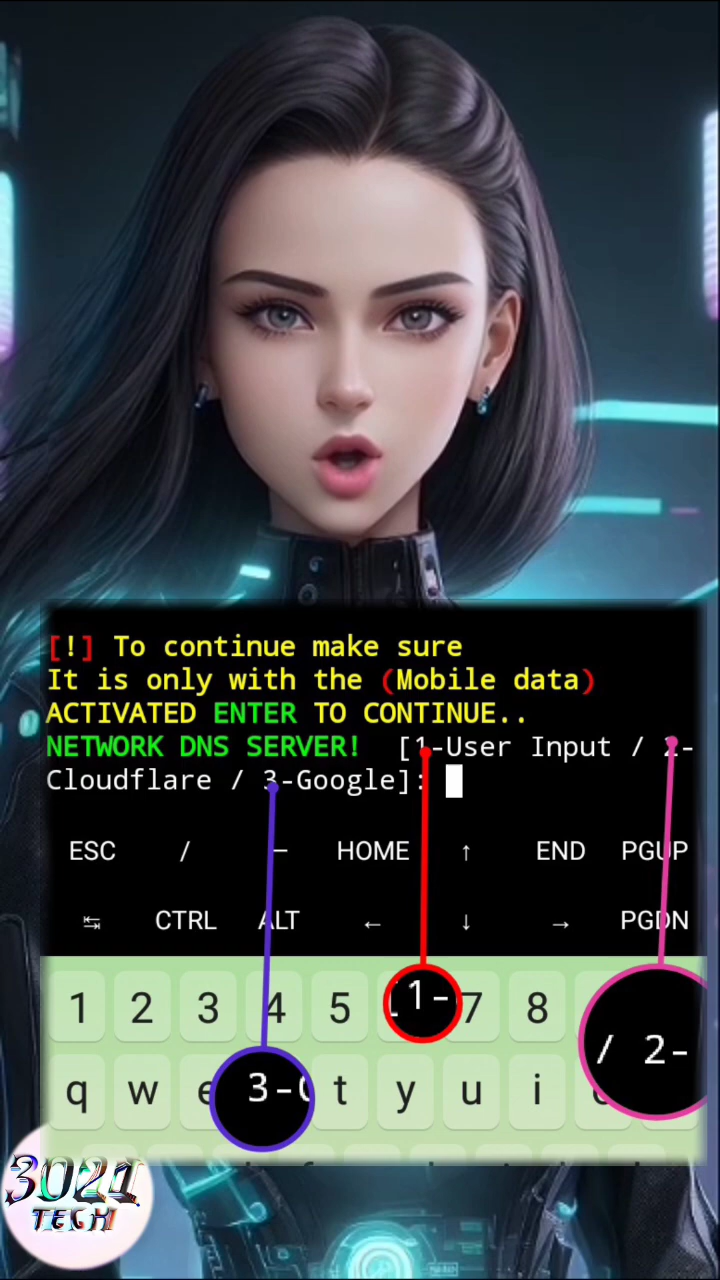 [!] To continue make sure
It is only with the (Mobile data)
ACTIVATED ENTER TO CONTINUE..
NETWORK DNS SERVER!  [1-User Input / 2-
Cloudflare / 3-Google]:
ESC / — HOME ↑ END PGUP
↹ CTRL ALT ← ↓ → PGDN
1 2 3 4 5 [1- 7 8
/ 2-
q w e 3-G t y u i
3021
TECH